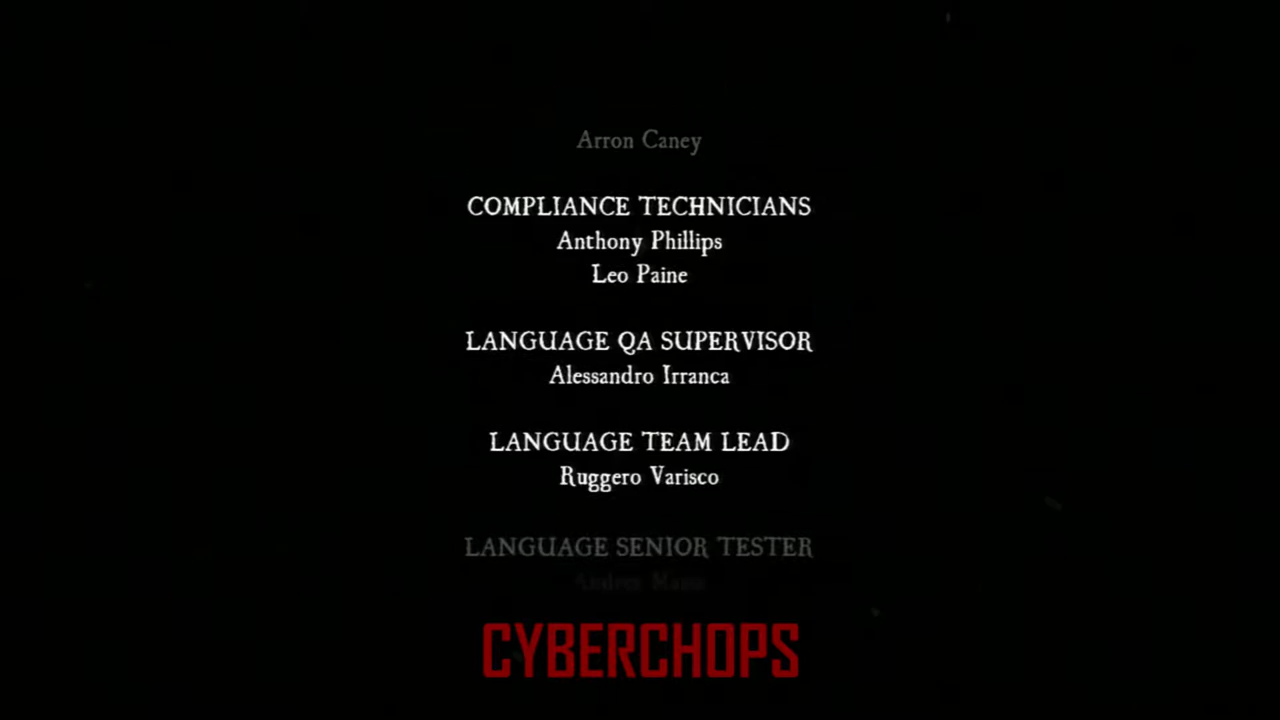 Arron Caney
COMPLIANCE TECHNICIANS
Anthony Phillips
Leo Paine
LANGUAGE QA SUPERVISOR
Alessandro Irranca
LANGUAGE TEAM LEAD
Ruggero Varisco
LANGUAGE SENIOR TESTER
CYBERCHOPS